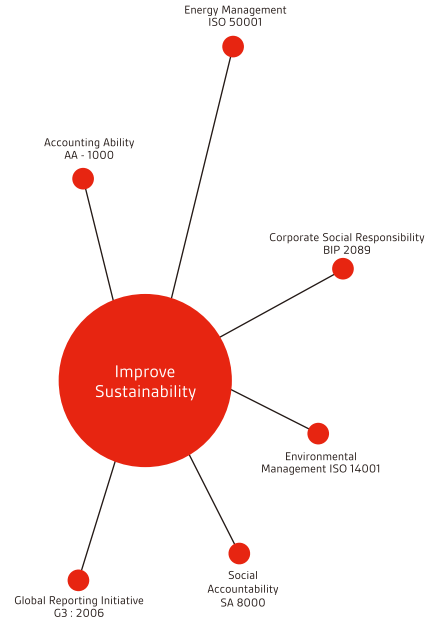 Energy Management
ISO 50001
Accounting Ability
AA - 1000
Corporate Social Responsibility
BIP 2089
Improve
Sustainability
Environmental
Management ISO 14001
Social
Accountability
SA 8000
Global Reporting Initiative
G3 : 2006